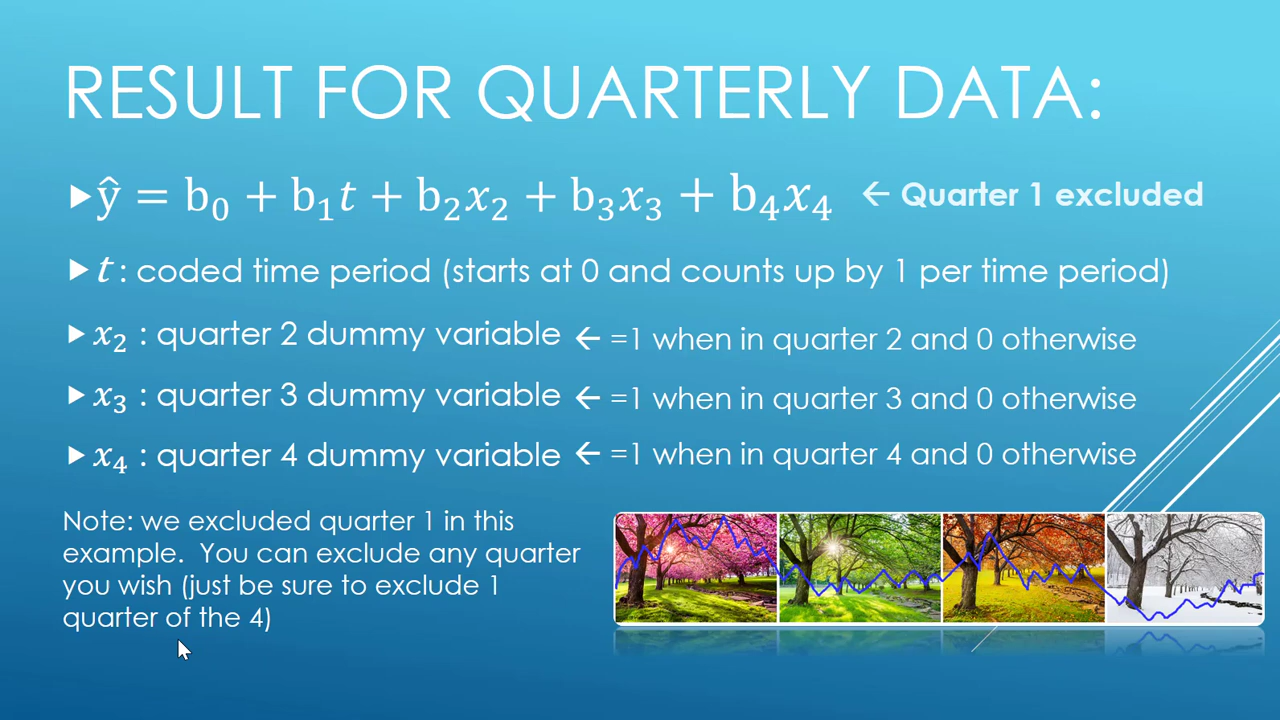 RESULT FOR QUARTERLY DATA:
▶ŷ = b₀ + b₁t + b₂x₂ + b₃x₃ + b₄x₄ ← Quarter 1 excluded
▶t : coded time period (starts at 0 and counts up by 1 per time period)
▶x₂ : quarter 2 dummy variable ← =1 when in quarter 2 and 0 otherwise
▶x₃ : quarter 3 dummy variable ← =1 when in quarter 3 and 0 otherwise
▶x₄ : quarter 4 dummy variable ← =1 when in quarter 4 and 0 otherwise
Note: we excluded quarter 1 in this
example. You can exclude any quarter
you wish (just be sure to exclude 1
quarter of the 4)